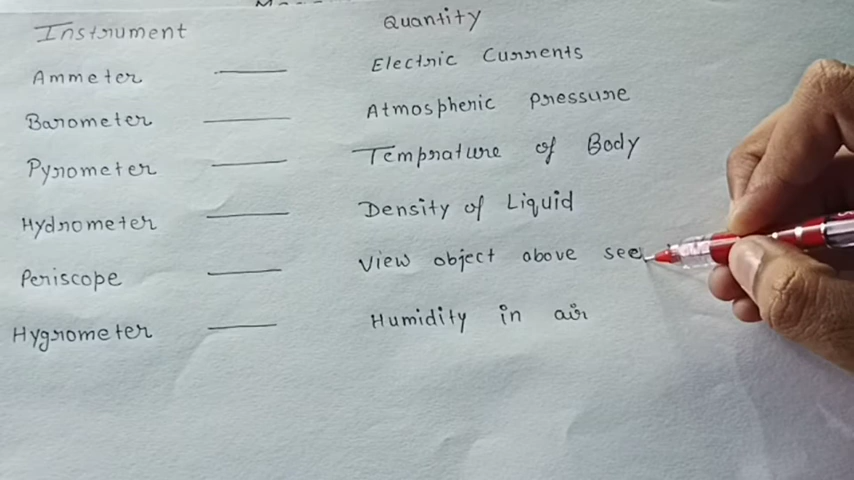 Instrument Quantity
Ammeter Electric Currents
Barometer Atmospheric pressure
Pyrometer Temprature of Body
Hydrometer Density of Liquid
Periscope View object above see
Hygrometer Humidity in air